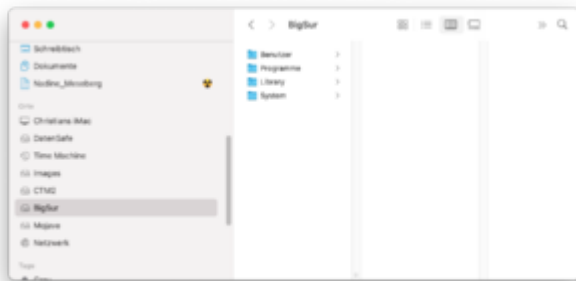 BigSur
Schreibtisch
Dokumente
Orte
Christians iMac
DatenSafe
Time Machine
Images
CTM2
BigSur
Mojave
Netzwerk
Tags
Benutzer
Programme
Library
System